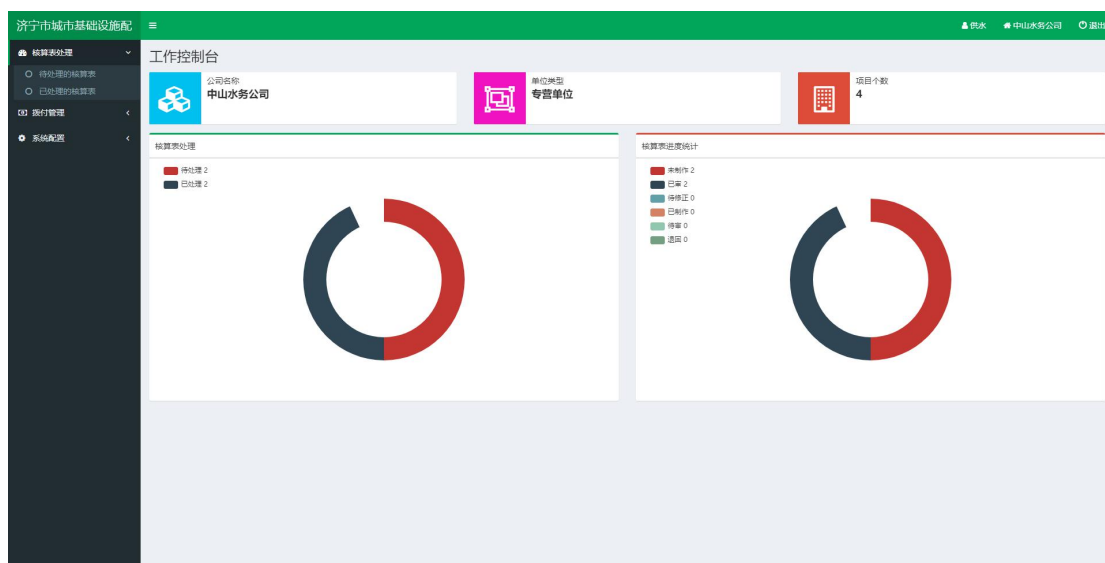 济宁市城市基础设施配
供水
中山水务公司
退出
核算表处理
待处理的核算表
已处理的核算表
拨付管理
系统配置
工作控制台
公司名称
中山水务公司
单位类型
专营单位
项目个数
4
核算表处理
待处理 2
已处理 2
核算表进度统计
未制作 2
已审 2
待修正 0
已制作 0
待审 0
退回 0